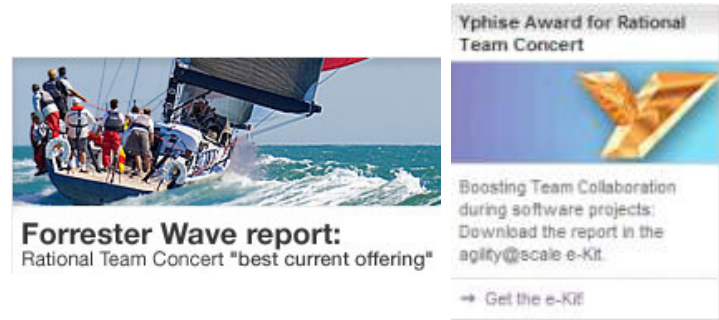 Forrester Wave report:
Rational Team Concert "best current offering"
Yphise Award for Rational
Team Concert
Boosting Team Collaboration
during software projects:
Download the report in the
agility@scale e-Kit.
→ Get the e-Kit!